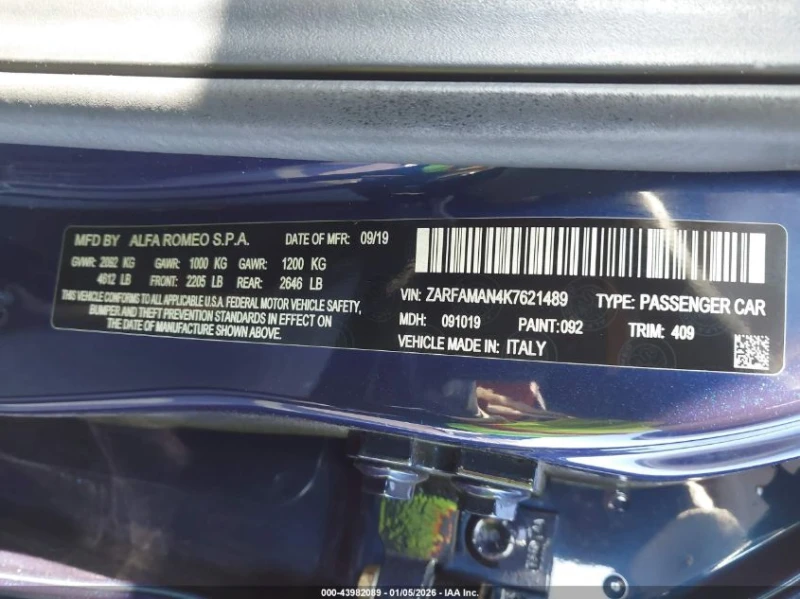 MFD BY ALFA ROMEO S.P.A. DATE OF MFR: 09/19
GVWR: 2092 KG GAWR: 1000 KG GAWR: 1200 KG
4612 LB FRONT: 2205 LB REAR: 2646 LB
THIS VEHICLE CONFORMS TO ALL APPLICABLE U.S.A. FEDERAL MOTOR VEHICLE SAFETY,
BUMPER AND THEFT PREVENTION STANDARDS IN EFFECT ON
THE DATE OF MANUFACTURE SHOWN ABOVE.
VIN: ZARFAMAN4K7621489 TYPE: PASSENGER CAR
MDH: 091019 PAINT:092 TRIM: 409
VEHICLE MADE IN: ITALY
000-43982089 - 01/05/2026 - IAA Inc.